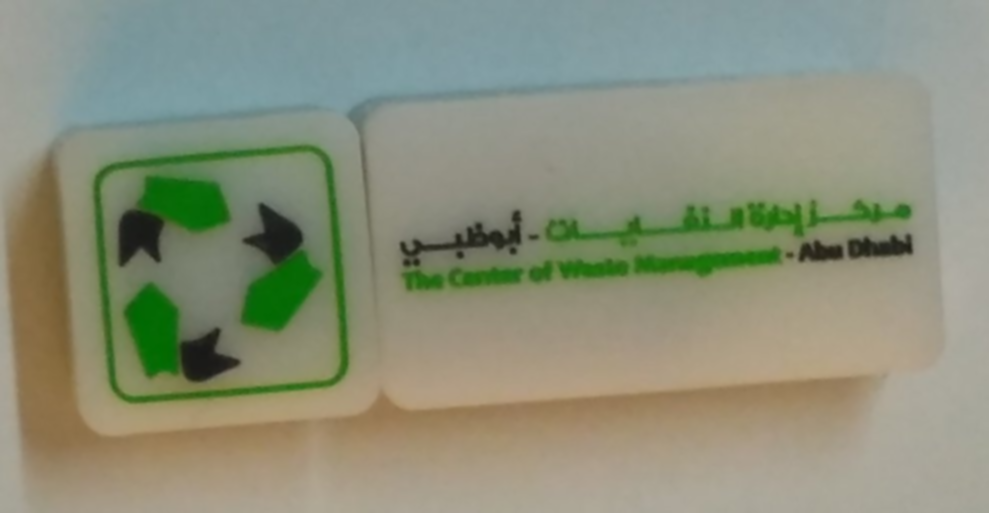 مركز إدارة النفايات - أبوظبي
The Center of Waste Management - Abu Dhabi